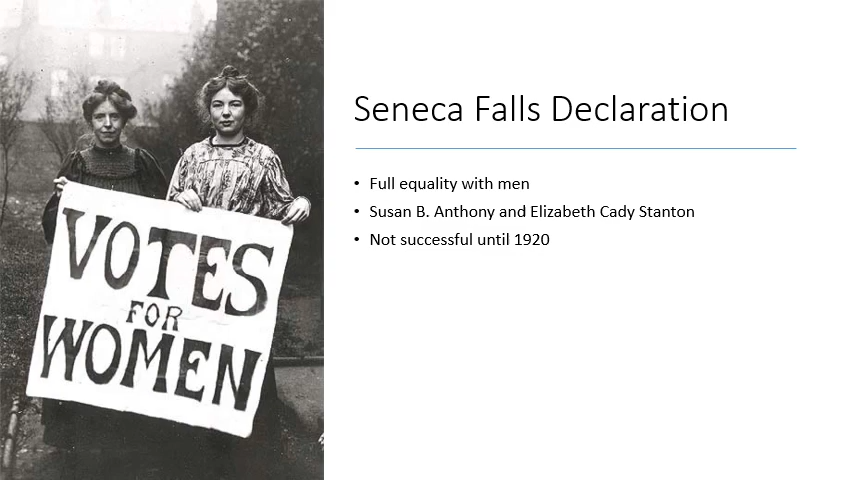 VOTES
FOR
WOMEN
Seneca Falls Declaration
• Full equality with men
• Susan B. Anthony and Elizabeth Cady Stanton
• Not successful until 1920